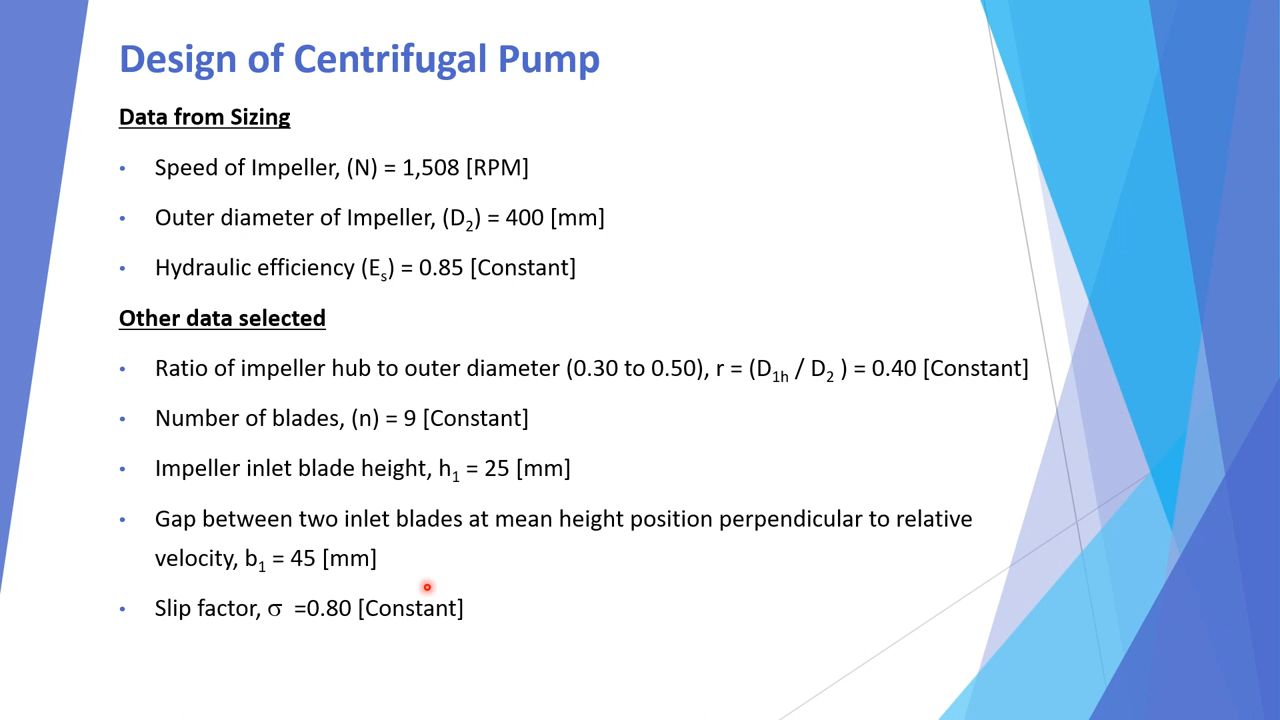 Design of Centrifugal Pump
Data from Sizing
• Speed of Impeller, (N) = 1,508 [RPM]
• Outer diameter of Impeller, (D₂) = 400 [mm]
• Hydraulic efficiency (Eₛ) = 0.85 [Constant]
Other data selected
• Ratio of impeller hub to outer diameter (0.30 to 0.50), r = (D₁ₕ / D₂ ) = 0.40 [Constant]
• Number of blades, (n) = 9 [Constant]
• Impeller inlet blade height, h₁ = 25 [mm]
• Gap between two inlet blades at mean height position perpendicular to relative
velocity, b₁ = 45 [mm]
• Slip factor, σ =0.80 [Constant]